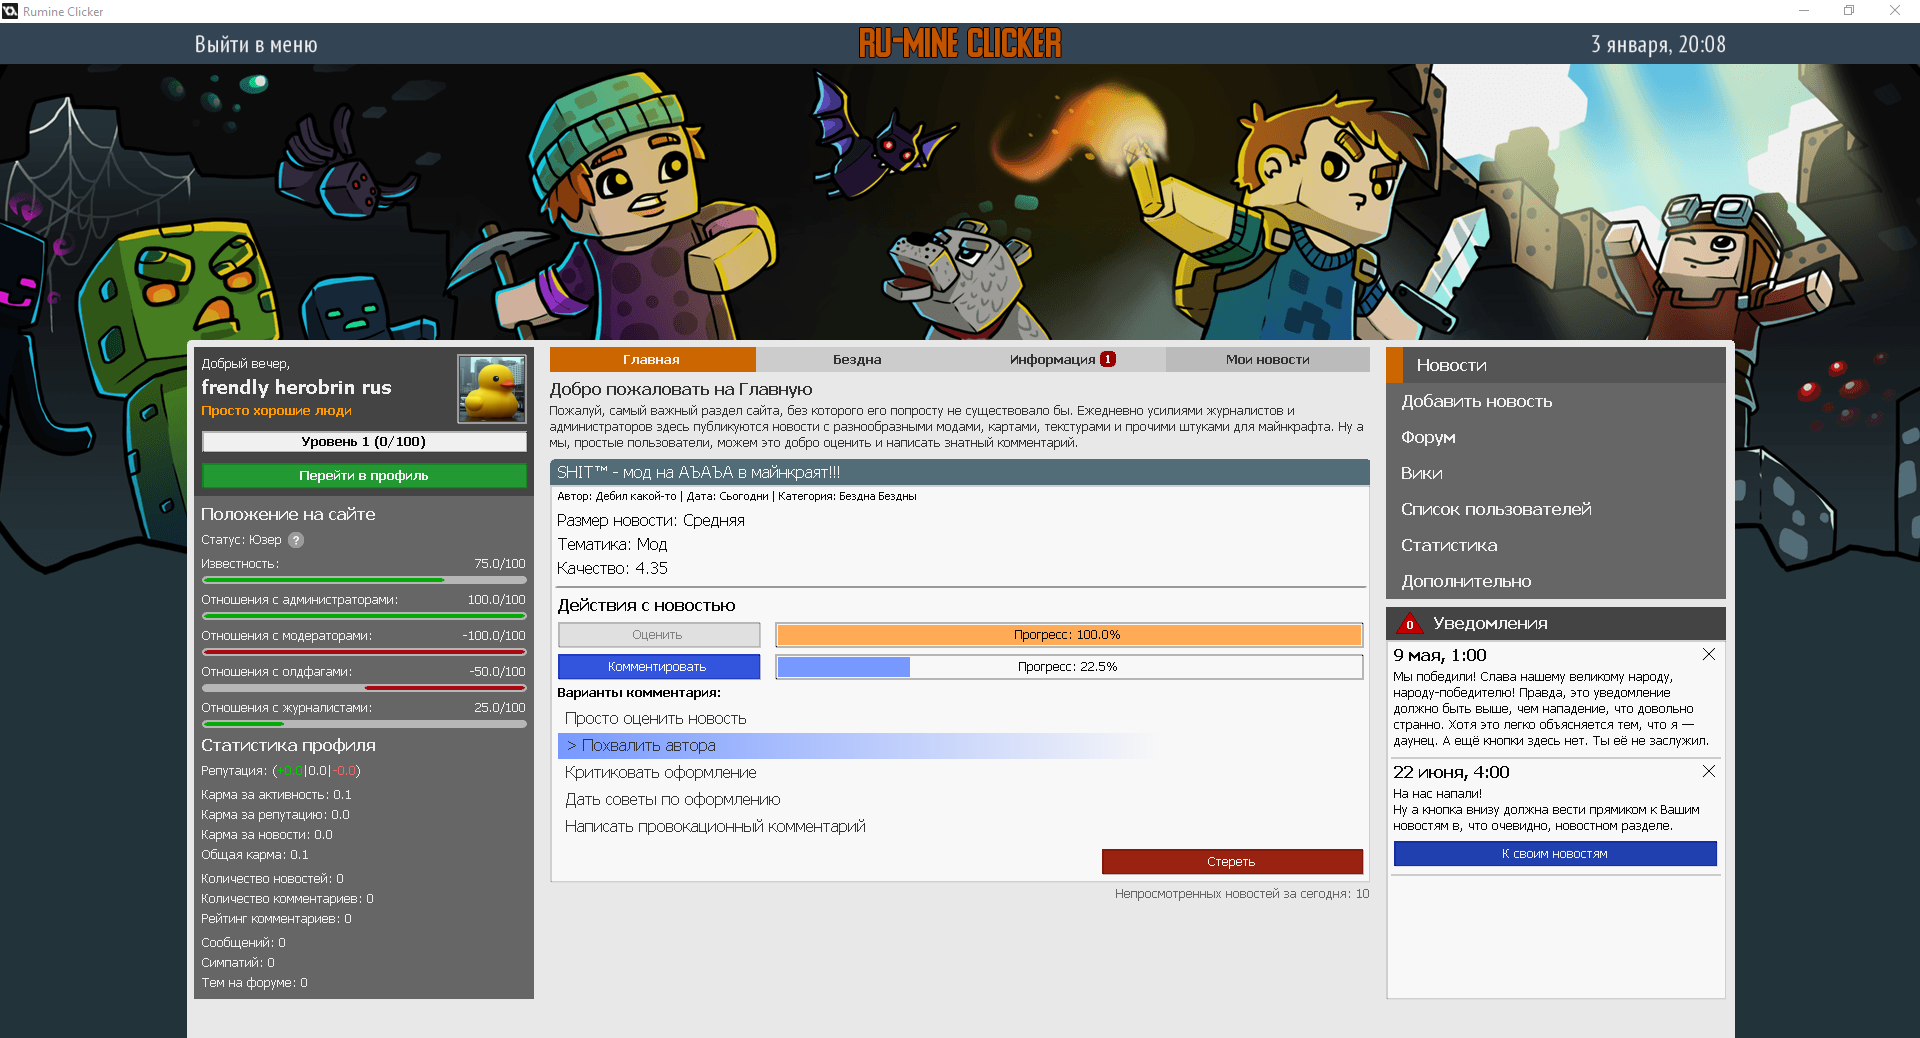 Rumine Clicker
Выйти в меню
RU-MINE CLICKER
3 января, 20:08
Добрый вечер,
frendly herobrin rus
Просто хорошие люди
Уровень 1 (0/100)
Перейти в профиль
Положение на сайте
Статус: Юзер ?
Известность: 75.0/100
Отношения с администраторами: 100.0/100
Отношения с модераторами: -100.0/100
Отношения с олдфагами: -50.0/100
Отношения с журналистами: 25.0/100
Статистика профиля
Репутация: (+0.0|0.0|-0.0)
Карма за активность: 0.1
Карма за репутацию: 0.0
Карма за новости: 0.0
Общая карма: 0.1
Количество новостей: 0
Количество комментариев: 0
Рейтинг комментариев: 0
Сообщений: 0
Симпатий: 0
Тем на форуме: 0
Главная
Бездна
Информация 1
Мои новости
Добро пожаловать на Главную
Пожалуй, самый важный раздел сайта, без которого его попросту не существовало бы. Ежедневно усилиями журналистов и
администраторов здесь публикуются новости с разнообразными модами, картами, текстурами и прочими штуками для майнкрафта. Ну а
мы, простые пользователи, можем это добро оценить и написать знатный комментарий.
SHIT™ - мод на АЪАЪА в майнкраят!!!
Автор: Дебил какой-то | Дата: Сьогодни | Категория: Бездна Бездны
Размер новости: Средняя
Тематика: Мод
Качество: 4.35
Действия с новостью
Оценить
Прогресс: 100.0%
Комментировать
Прогресс: 22.5%
Варианты комментария:
Просто оценить новость
> Похвалить автора
Критиковать оформление
Дать советы по оформлению
Написать провокационный комментарий
Стереть
Непросмотренных новостей за сегодня: 10
Новости
Добавить новость
Форум
Вики
Список пользователей
Статистика
Дополнительно
0 Уведомления
9 мая, 1:00
Мы победили! Слава нашему великому народу,
народу-победителю! Правда, это уведомление
должно быть выше, чем нападение, что довольно
странно. Хотя это легко объясняется тем, что я —
даунец. А ещё кнопки здесь нет. Ты её не заслужил.
22 июня, 4:00
На нас напали!
Ну а кнопка внизу должна вести прямиком к Вашим
новостям в, что очевидно, новостном разделе.
К своим новостям